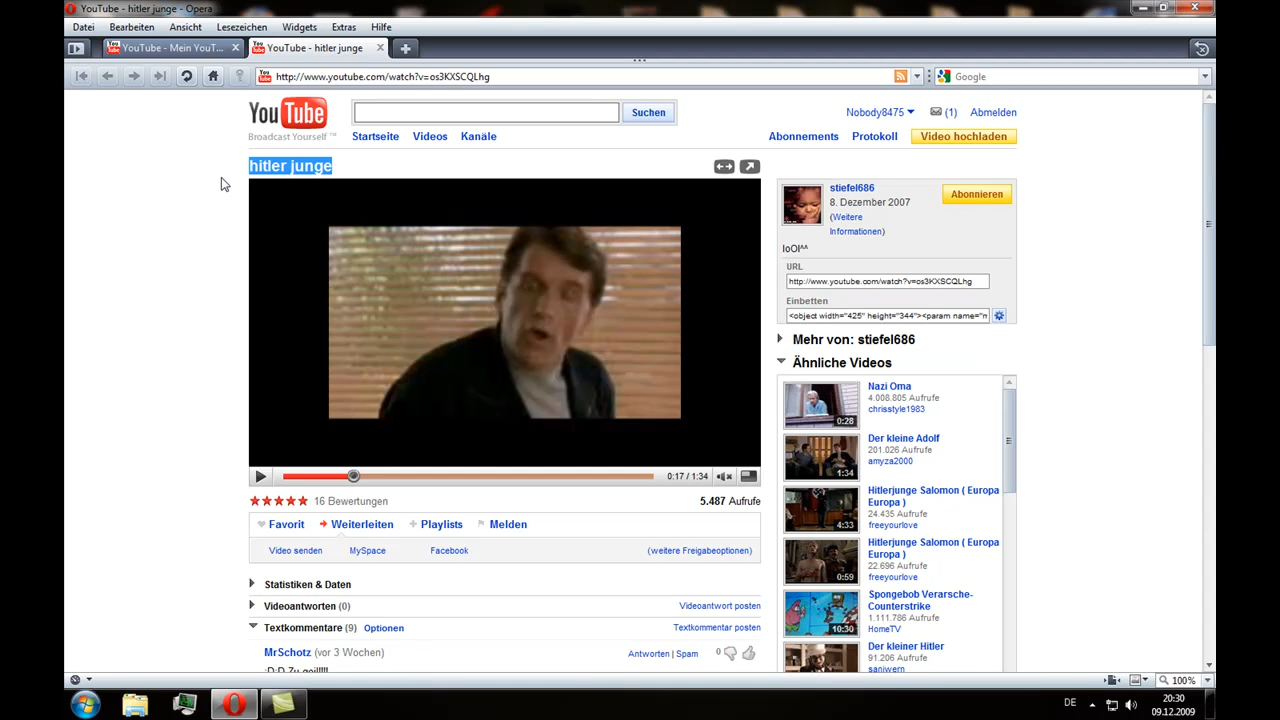 YouTube - hitler junge - Opera
Datei Bearbeiten Ansicht Lesezeichen Widgets Extras Hilfe
YouTube - Mein YouT... YouTube - hitler junge
http://www.youtube.com/watch?v=os3KXSCQLhg Google
YouTube Suchen Nobody8475 (1) Abmelden
Broadcast Yourself ™ Startseite Videos Kanäle Abonnements Protokoll Video hochladen
hitler junge
stiefel686 Abonnieren
8. Dezember 2007
(Weitere
Informationen)
loOl^^
URL
http://www.youtube.com/watch?v=os3KXSCQLhg
Einbetten
<object width="425" height="344"><param name="m
Mehr von: stiefel686
Ähnliche Videos
Nazi Oma
4.008.805 Aufrufe
chrisstyle1983
0:28
Der kleine Adolf
201.026 Aufrufe
amyza2000
1:34
Hitlerjunge Salomon ( Europa
Europa )
24.435 Aufrufe
freeyourlove
4:33
Hitlerjunge Salomon ( Europa
Europa )
22.696 Aufrufe
freeyourlove
0:59
Spongebob Verarsche-
Counterstrike
1.111.786 Aufrufe
HomeTV
10:30
Der kleiner Hitler
91.206 Aufrufe
saniwern
0:17 / 1:34
16 Bewertungen 5.487 Aufrufe
Favorit Weiterleiten Playlists Melden
Video senden MySpace Facebook (weitere Freigabeoptionen)
Statistiken & Daten
Videoantworten (0) Videoantwort posten
Textkommentare (9) Optionen Textkommentar posten
MrSchotz (vor 3 Wochen) Antworten | Spam 0
:D:D Zu geil!!!!!
100%
DE 20:30
09.12.2009